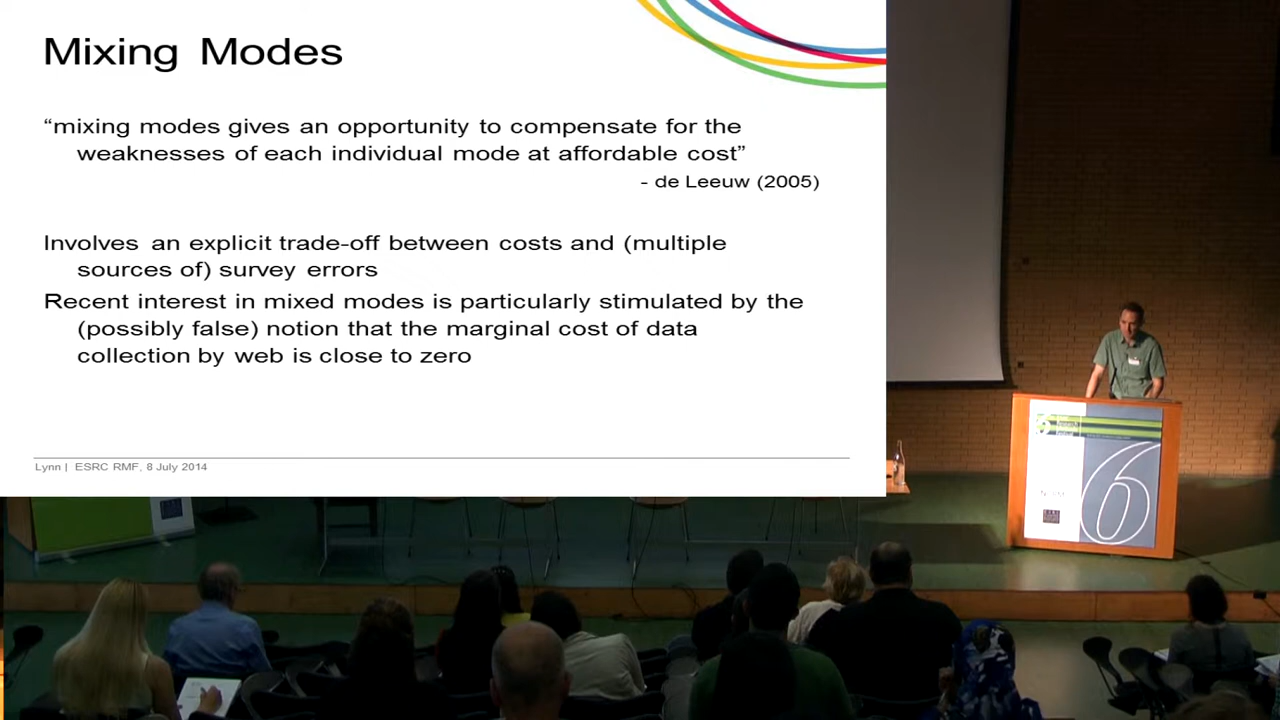 Mixing Modes
“mixing modes gives an opportunity to compensate for the
weaknesses of each individual mode at affordable cost”
- de Leeuw (2005)
Involves an explicit trade-off between costs and (multiple
sources of) survey errors
Recent interest in mixed modes is particularly stimulated by the
(possibly false) notion that the marginal cost of data
collection by web is close to zero
Lynn | ESRC RMF, 8 July 2014
6